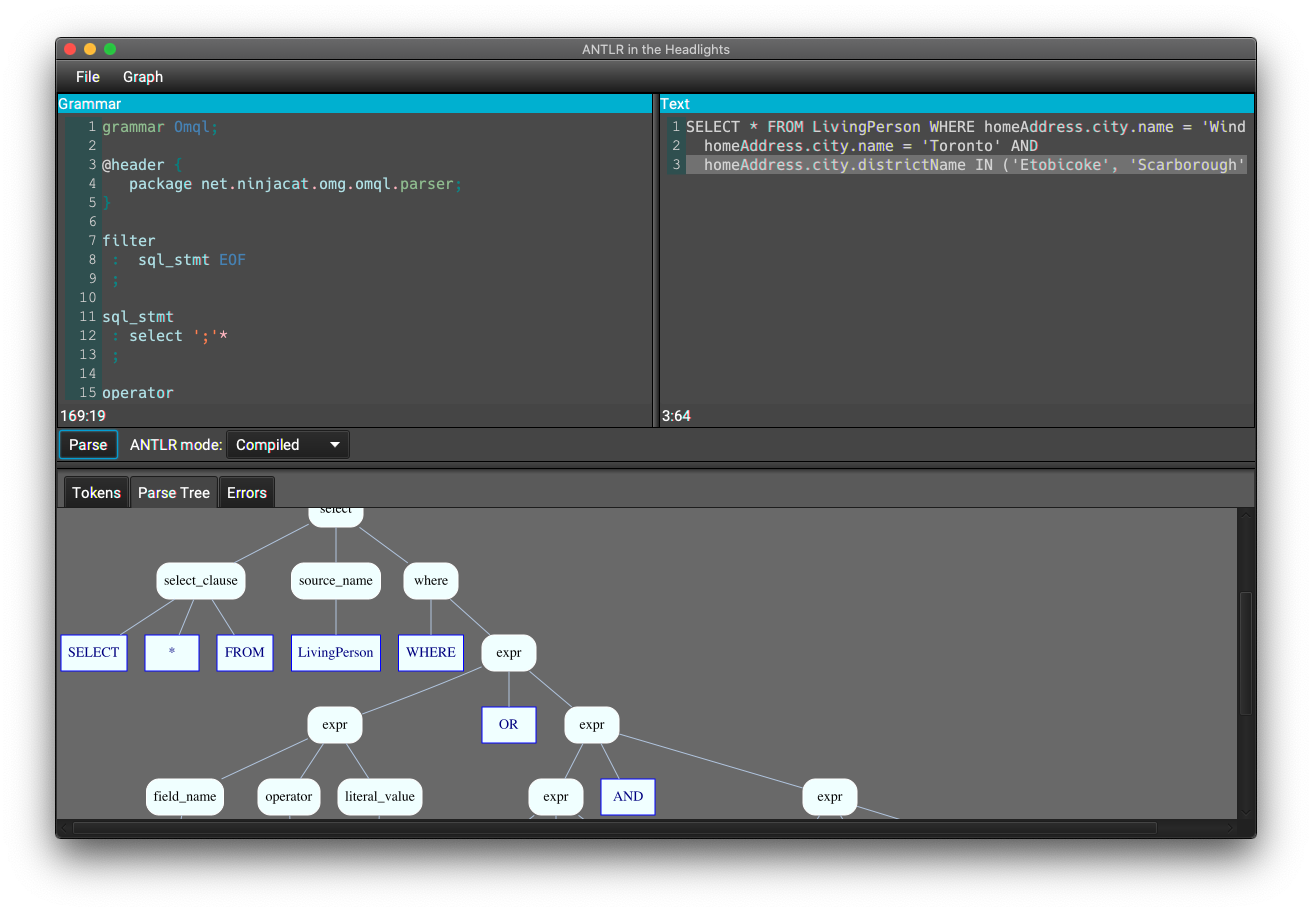 ANTLR in the Headlights
File Graph
Grammar
1 grammar Omql;
2
3 @header {
4 package net.ninjacat.omg.omql.parser;
5 }
6
7 filter
8 : sql_stmt EOF
9 ;
10
11 sql_stmt
12 : select ';'*
13 ;
14
15 operator
169:19
Text
1 SELECT * FROM LivingPerson WHERE homeAddress.city.name = 'Wind
2 homeAddress.city.name = 'Toronto' AND
3 homeAddress.city.districtName IN ('Etobicoke', 'Scarborough'
3:64
Parse ANTLR mode: Compiled
Tokens Parse Tree Errors
select
select_clause source_name where
SELECT * FROM LivingPerson WHERE expr
expr OR expr
field_name operator literal_value expr AND expr